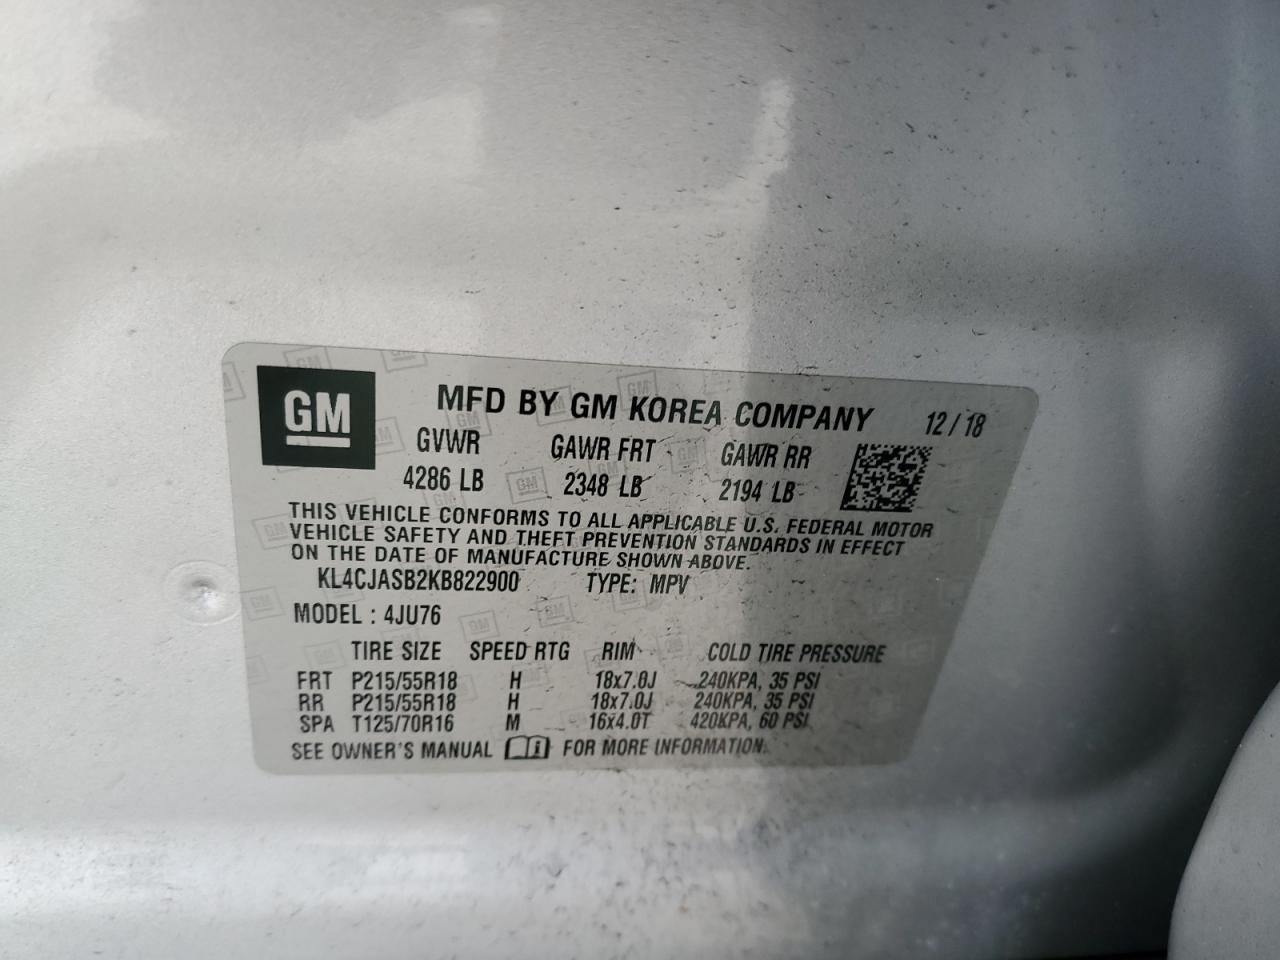 GM
MFD BY GM KOREA COMPANY 12/18
GVWR GAWR FRT GAWR RR
4286 LB 2348 LB 2194 LB
THIS VEHICLE CONFORMS TO ALL APPLICABLE U.S. FEDERAL MOTOR
VEHICLE SAFETY AND THEFT PREVENTION STANDARDS IN EFFECT
ON THE DATE OF MANUFACTURE SHOWN ABOVE.
KL4CJASB2KB822900 TYPE: MPV
MODEL : 4JU76
TIRE SIZE SPEED RTG RIM COLD TIRE PRESSURE
FRT P215/55R18 H 18x7.0J 240KPA, 35 PSI
RR P215/55R18 H 18x7.0J 240KPA, 35 PSI
SPA T125/70R16 M 16x4.0T 420KPA, 60 PSI
SEE OWNER'S MANUAL i FOR MORE INFORMATION.